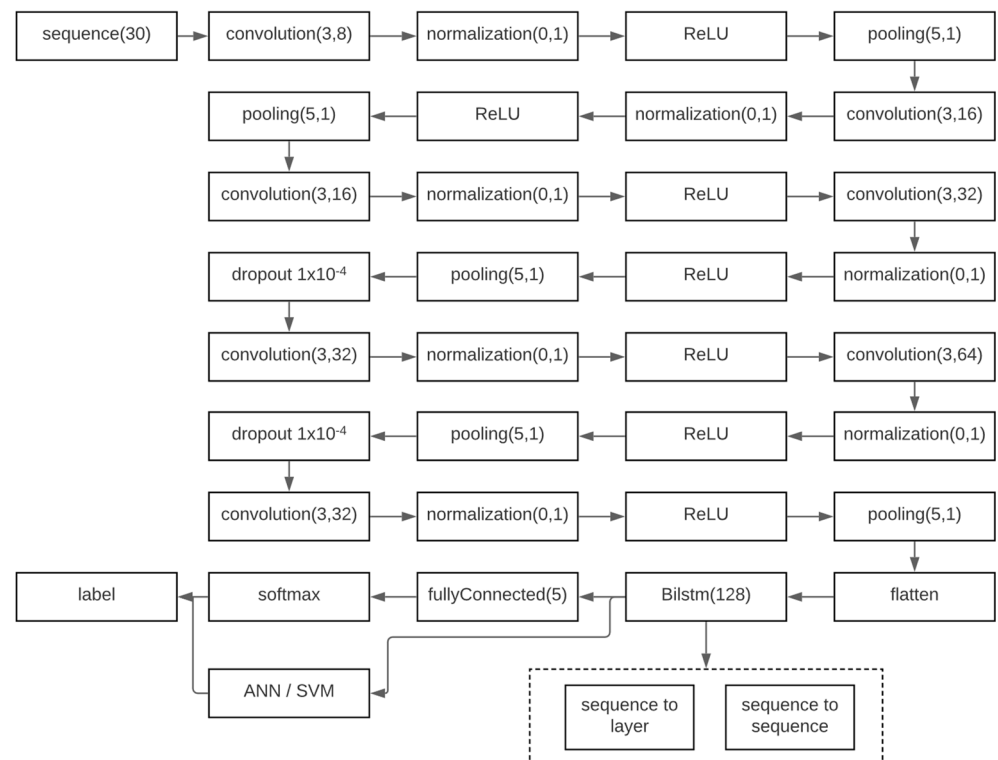 sequence(30)
convolution(3,8)
normalization(0,1)
ReLU
pooling(5,1)
pooling(5,1)
ReLU
normalization(0,1)
convolution(3,16)
convolution(3,16)
normalization(0,1)
ReLU
convolution(3,32)
dropout 1x10-4
pooling(5,1)
ReLU
normalization(0,1)
convolution(3,32)
normalization(0,1)
ReLU
convolution(3,64)
dropout 1x10-4
pooling(5,1)
ReLU
normalization(0,1)
convolution(3,32)
normalization(0,1)
ReLU
pooling(5,1)
label
softmax
fullyConnected(5)
Bilstm(128)
flatten
ANN / SVM
sequence to
layer
sequence to
sequence